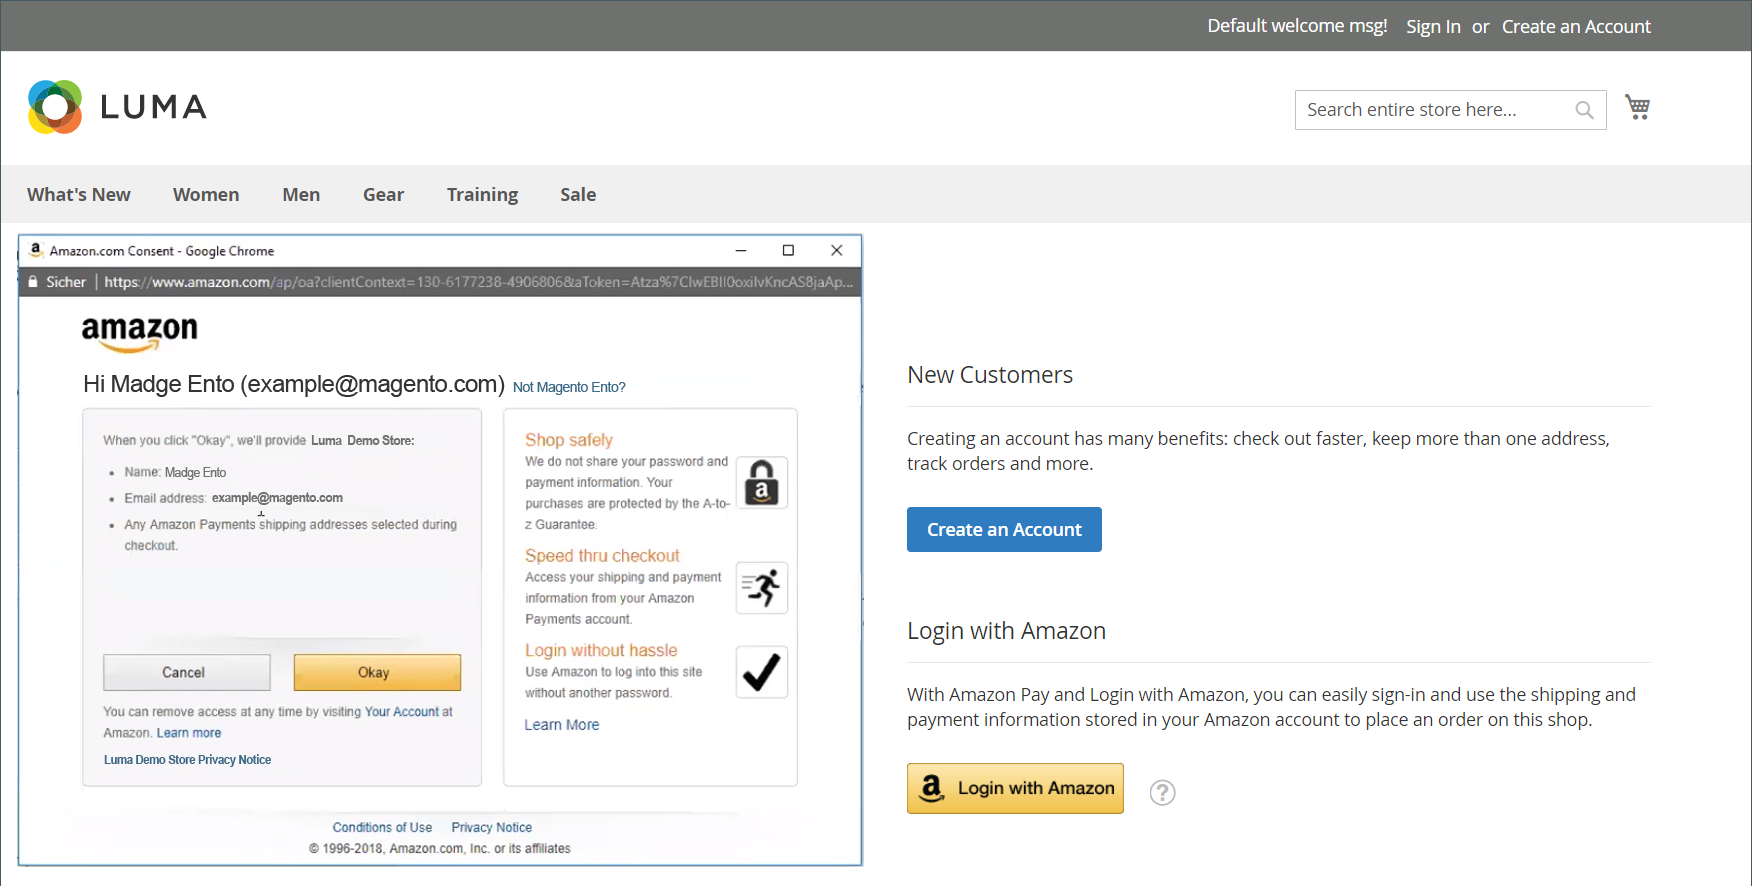 Default welcome msg! Sign In or Create an Account
LUMA
Search entire store here...
What's New Women Men Gear Training Sale
Amazon.com Consent - Google Chrome
Sicher | https://www.amazon.com/ap/oa?clientContext=130-6177238-4906806&aToken=Atza%7CIwEBII0oxiIvKncAS8jaAp...
amazon
Hi Madge Ento (example@magento.com) Not Magento Ento?
When you click "Okay", we'll provide Luma Demo Store:
• Name: Madge Ento
• Email address: example@magento.com
• Any Amazon Payments shipping addresses selected during
checkout.
Cancel Okay
You can remove access at any time by visiting Your Account at
Amazon. Learn more
Luma Demo Store Privacy Notice
Shop safely
We do not share your password and
payment information. Your
purchases are protected by the A-to-
z Guarantee.
Speed thru checkout
Access your shipping and payment
information from your Amazon
Payments account.
Login without hassle
Use Amazon to log into this site
without another password.
Learn More
Conditions of Use Privacy Notice
© 1996-2018, Amazon.com, Inc. or its affiliates
New Customers
Creating an account has many benefits: check out faster, keep more than one address,
track orders and more.
Create an Account
Login with Amazon
With Amazon Pay and Login with Amazon, you can easily sign-in and use the shipping and
payment information stored in your Amazon account to place an order on this shop.
a Login with Amazon ?